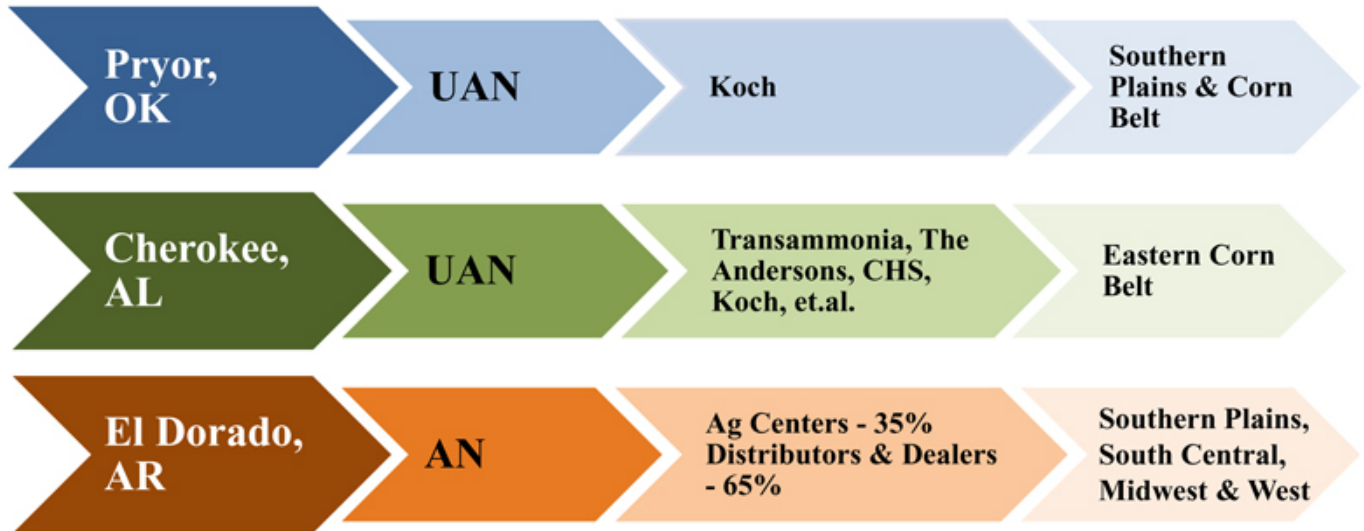 Pryor,
OK
UAN
Koch
Southern
Plains & Corn
Belt
Cherokee,
AL
UAN
Transammonia, The
Andersons, CHS,
Koch, et.al.
Eastern Corn
Belt
El Dorado,
AR
AN
Ag Centers - 35%
Distributors & Dealers
- 65%
Southern Plains,
South Central,
Midwest & West